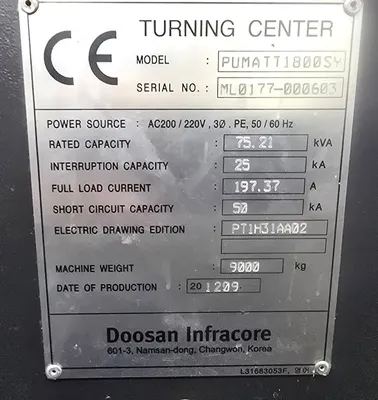 CE
TURNING CENTER
MODEL : PUMATT1800SY
SERIAL NO. : ML0177-000603
POWER SOURCE : AC200 / 220V, 3Ø. PE, 50 / 60 Hz
RATED CAPACITY : 75.21 kVA
INTERRUPTION CAPACITY : 25 kA
FULL LOAD CURRENT : 197.37 A
SHORT CIRCUIT CAPACITY : 50 kA
ELECTRIC DRAWING EDITION : PT1H31AA02
MACHINE WEIGHT : 9000 kg
DATE OF PRODUCTION : 201209
Doosan Infracore
601-3, Namsan-dong, Changwon, Korea
L31683053F,